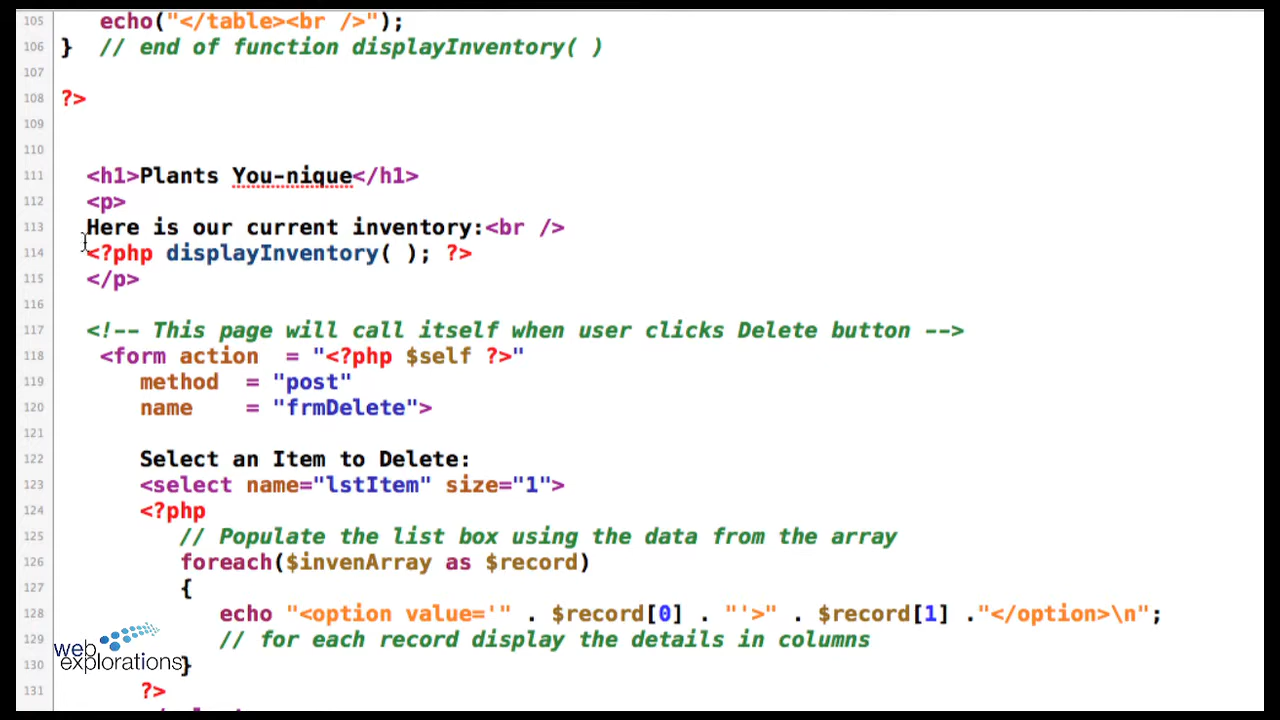 105 echo("</table><br />");
106 } // end of function displayInventory( )
107
108 ?>
109
110
111 <h1>Plants You-nique</h1>
112 <p>
113 Here is our current inventory:<br />
114 <?php displayInventory( ); ?>
115 </p>
116
117 <!-- This page will call itself when user clicks Delete button -->
118 <form action = "<?php $self ?>"
119 method = "post"
120 name = "frmDelete">
121
122 Select an Item to Delete:
123 <select name="lstItem" size="1">
124 <?php
125 // Populate the list box using the data from the array
126 foreach($invenArray as $record)
127 {
128 echo "<option value='" . $record[0] . "'>" . $record[1] ."</option>\n";
129 // for each record display the details in columns
130 }
131 ?>
web
explorations